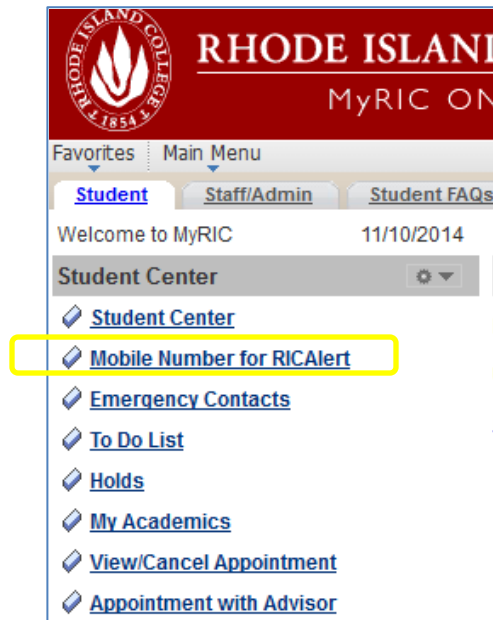 ISLAND COLLEGE
RHODE
1854
RHODE ISLAND
MyRIC ON
Favorites Main Menu
Student Staff/Admin Student FAQs
Welcome to MyRIC 11/10/2014
Student Center
Student Center
Mobile Number for RICAlert
Emergency Contacts
To Do List
Holds
My Academics
View/Cancel Appointment
Appointment with Advisor